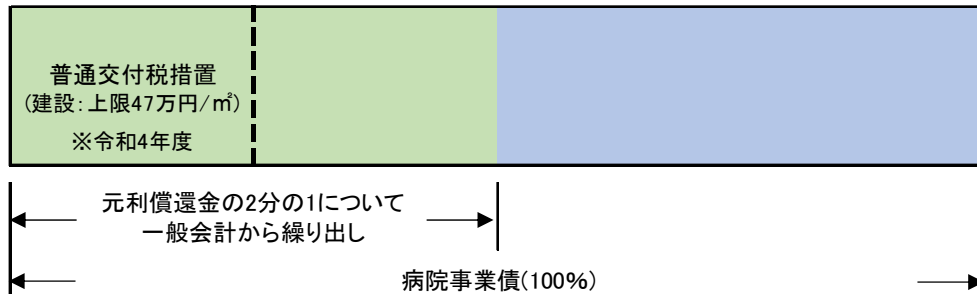 普通交付税措置
(建設：上限47万円/㎡)
※令和4年度
元利償還金の2分の1について
一般会計から繰り出し
病院事業債(100%)